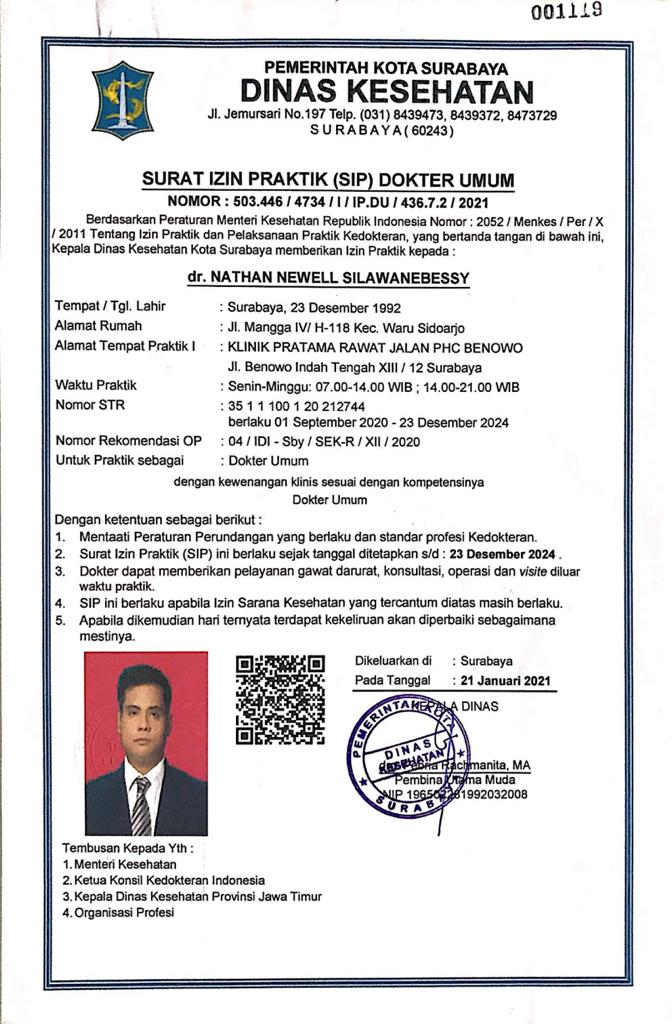 001119
PEMERINTAH KOTA SURABAYA
DINAS KESEHATAN
Jl. Jemursari No.197 Telp. (031) 8439473, 8439372, 8473729
SURABAYA ( 60243 )
SURAT IZIN PRAKTIK (SIP) DOKTER UMUM
NOMOR : 503.446 / 4734 / I / IP.DU / 436.7.2 / 2021
Berdasarkan Peraturan Menteri Kesehatan Republik Indonesia Nomor : 2052 / Menkes / Per / X
/ 2011 Tentang Izin Praktik dan Pelaksanaan Praktik Kedokteran, yang bertanda tangan di bawah ini,
Kepala Dinas Kesehatan Kota Surabaya memberikan Izin Praktik kepada :
dr. NATHAN NEWELL SILAWANEBESSY
Tempat / Tgl. Lahir : Surabaya, 23 Desember 1992
Alamat Rumah : Jl. Mangga IV/ H-118 Kec. Waru Sidoarjo
Alamat Tempat Praktik I : KLINIK PRATAMA RAWAT JALAN PHC BENOWO
Jl. Benowo Indah Tengah XIII / 12 Surabaya
Waktu Praktik : Senin-Minggu: 07.00-14.00 WIB ; 14.00-21.00 WIB
Nomor STR : 35 1 1 100 1 20 212744
berlaku 01 September 2020 - 23 Desember 2024
Nomor Rekomendasi OP : 04 / IDI - Sby / SEK-R / XII / 2020
Untuk Praktik sebagai : Dokter Umum
dengan kewenangan klinis sesuai dengan kompetensinya
Dokter Umum
Dengan ketentuan sebagai berikut :
1. Mentaati Peraturan Perundangan yang berlaku dan standar profesi Kedokteran.
2. Surat Izin Praktik (SIP) ini berlaku sejak tanggal ditetapkan s/d : 23 Desember 2024 .
3. Dokter dapat memberikan pelayanan gawat darurat, konsultasi, operasi dan visite diluar
waktu praktik.
4. SIP ini berlaku apabila Izin Sarana Kesehatan yang tercantum diatas masih berlaku.
5. Apabila dikemudian hari ternyata terdapat kekeliruan akan diperbaiki sebagaimana
mestinya.
Dikeluarkan di : Surabaya
Pada Tanggal : 21 Januari 2021
KEPALA DINAS
PEMERINTAH KOTA
DINAS
KESEHATAN
SURABAYA
Rachmanita, MA
Pembina Utama Muda
NIP
Tembusan Kepada Yth :
1. Menteri Kesehatan
2. Ketua Konsil Kedokteran Indonesia
3. Kepala Dinas Kesehatan Provinsi Jawa Timur
4. Organisasi Profesi